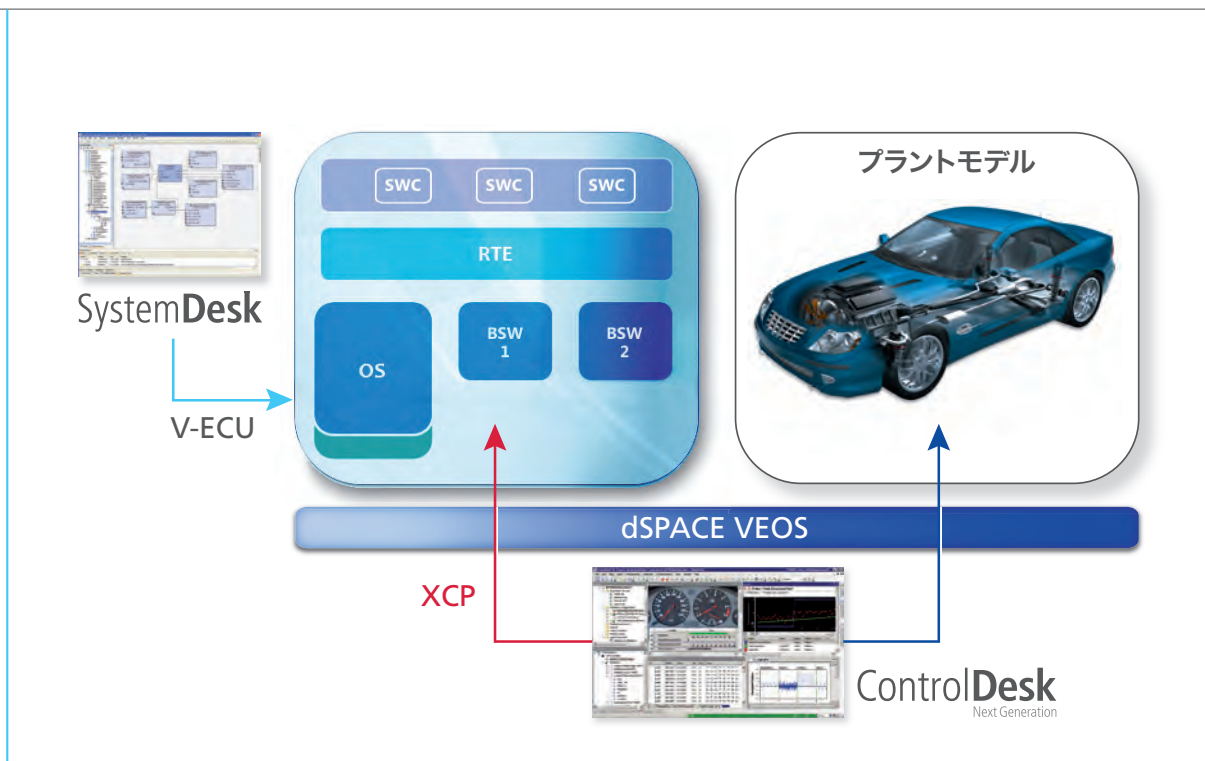 プラントモデル
SWC
SWC
SWC
RTE
OS
BSW
1
BSW
2
SystemDesk
V-ECU
dSPACE VEOS
XCP
ControlDesk
Next Generation